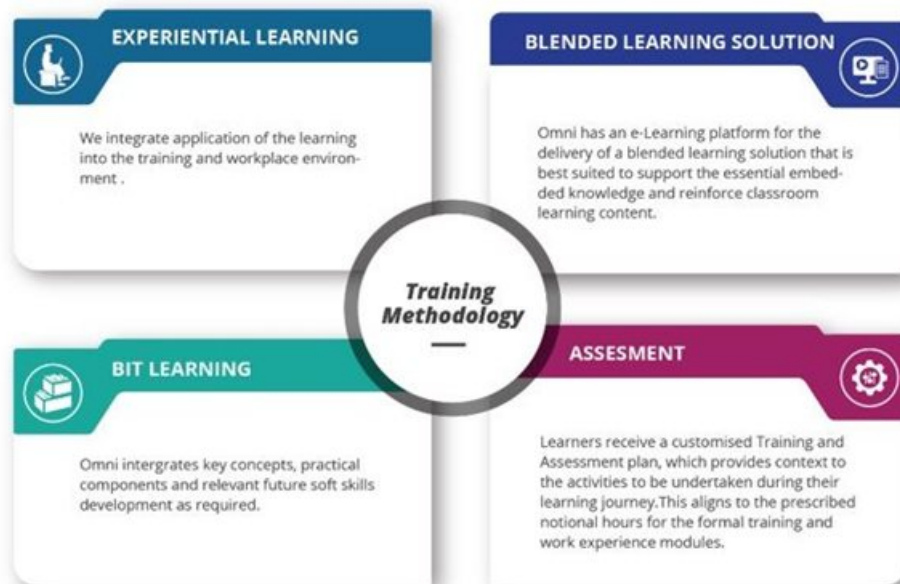 EXPERIENTIAL LEARNING
We integrate application of the learning
into the training and workplace environ-
ment .
BLENDED LEARNING SOLUTION
Omni has an e-Learning platform for the
delivery of a blended learning solution that is
best suited to support the essential embed-
ded knowledge and reinforce classroom
learning content.
Training
Methodology
BIT LEARNING
Omni intergrates key concepts, practical
components and relevant future soft skills
development as required.
ASSESMENT
Learners receive a customised Training and
Assessment plan, which provides context to
the activities to be undertaken during their
learning journey.This aligns to the prescribed
notional hours for the formal training and
work experience modules.